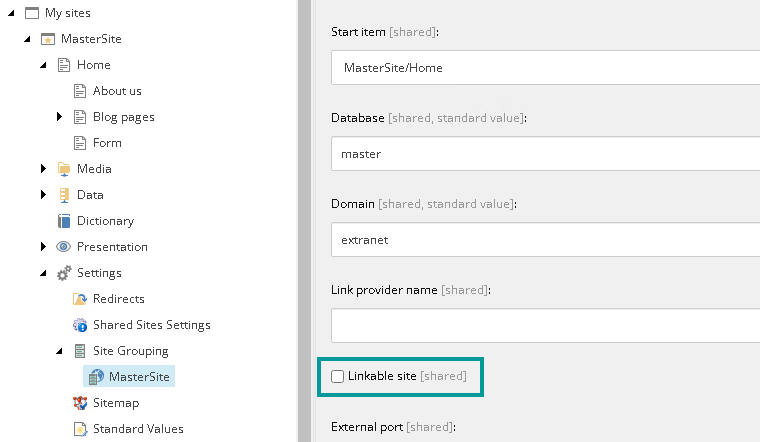 My sites
MasterSite
Home
About us
Blog pages
Form
Media
Data
Dictionary
Presentation
Settings
Redirects
Shared Sites Settings
Site Grouping
MasterSite
Sitemap
Standard Values
Start item [shared]:
MasterSite/Home
Database [shared, standard value]:
master
Domain [shared, standard value]:
extranet
Link provider name [shared]:
Linkable site [shared]
External port [shared]: